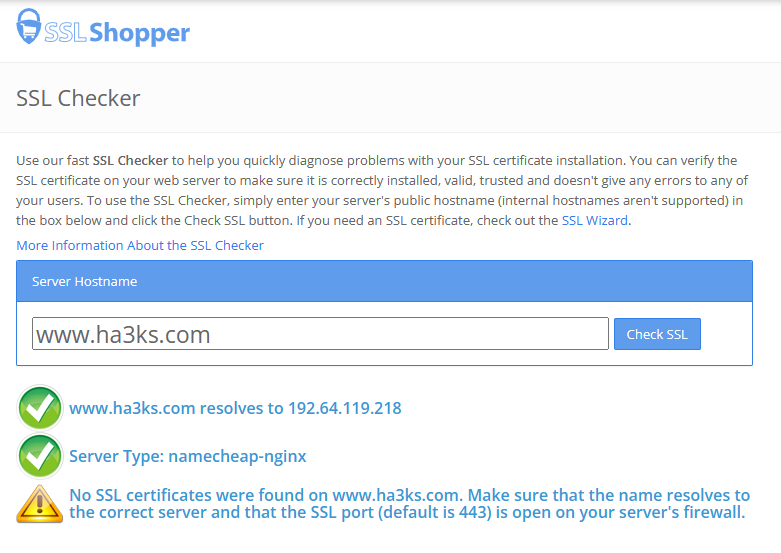 SSLShopper
SSL Checker
Use our fast SSL Checker to help you quickly diagnose problems with your SSL certificate installation. You can verify the
SSL certificate on your web server to make sure it is correctly installed, valid, trusted and doesn't give any errors to any of
your users. To use the SSL Checker, simply enter your server's public hostname (internal hostnames aren't supported) in
the box below and click the Check SSL button. If you need an SSL certificate, check out the SSL Wizard.
More Information About the SSL Checker
Server Hostname
www.ha3ks.com Check SSL
www.ha3ks.com resolves to 192.64.119.218
Server Type: namecheap-nginx
No SSL certificates were found on www.ha3ks.com. Make sure that the name resolves to
the correct server and that the SSL port (default is 443) is open on your server's firewall.